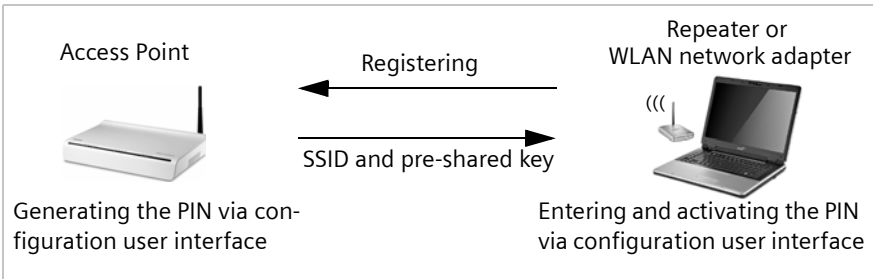 Access Point
Repeater or
WLAN network adapter
Registering
SSID and pre-shared key
Generating the PIN via con-
figuration user interface
Entering and activating the PIN
via configuration user interface